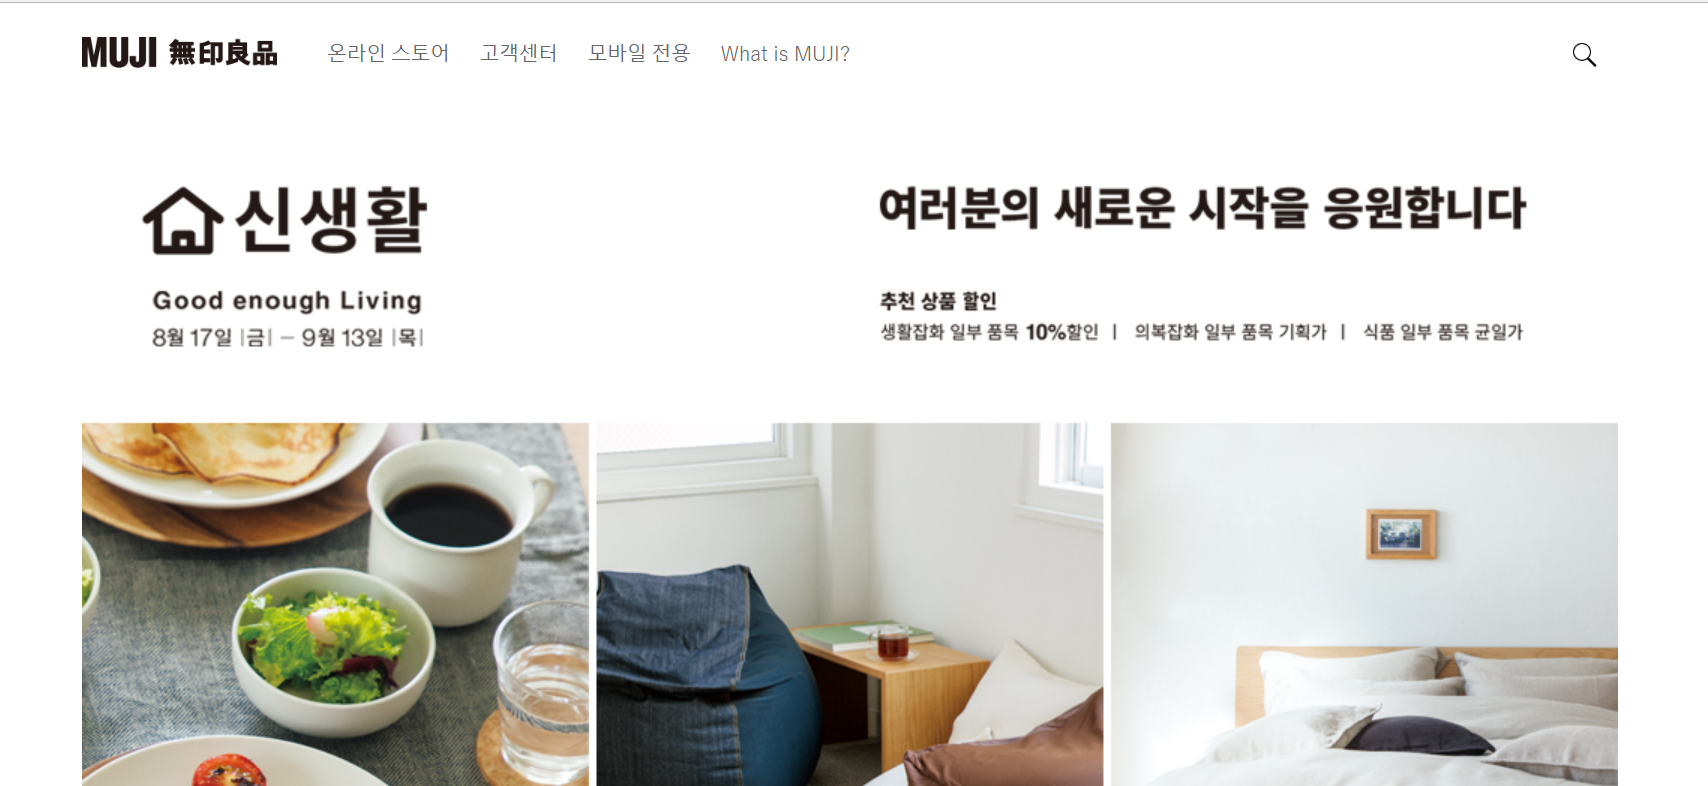 MUJI 無印良品 온라인 스토어 고객센터 모바일 전용 What is MUJI?
신생활
Good enough Living
8월 17일 |금| – 9월 13일 |목|
여러분의 새로운 시작을 응원합니다
추천 상품 할인
생활잡화 일부 품목 10%할인 | 의복잡화 일부 품목 기획가 | 식품 일부 품목 균일가